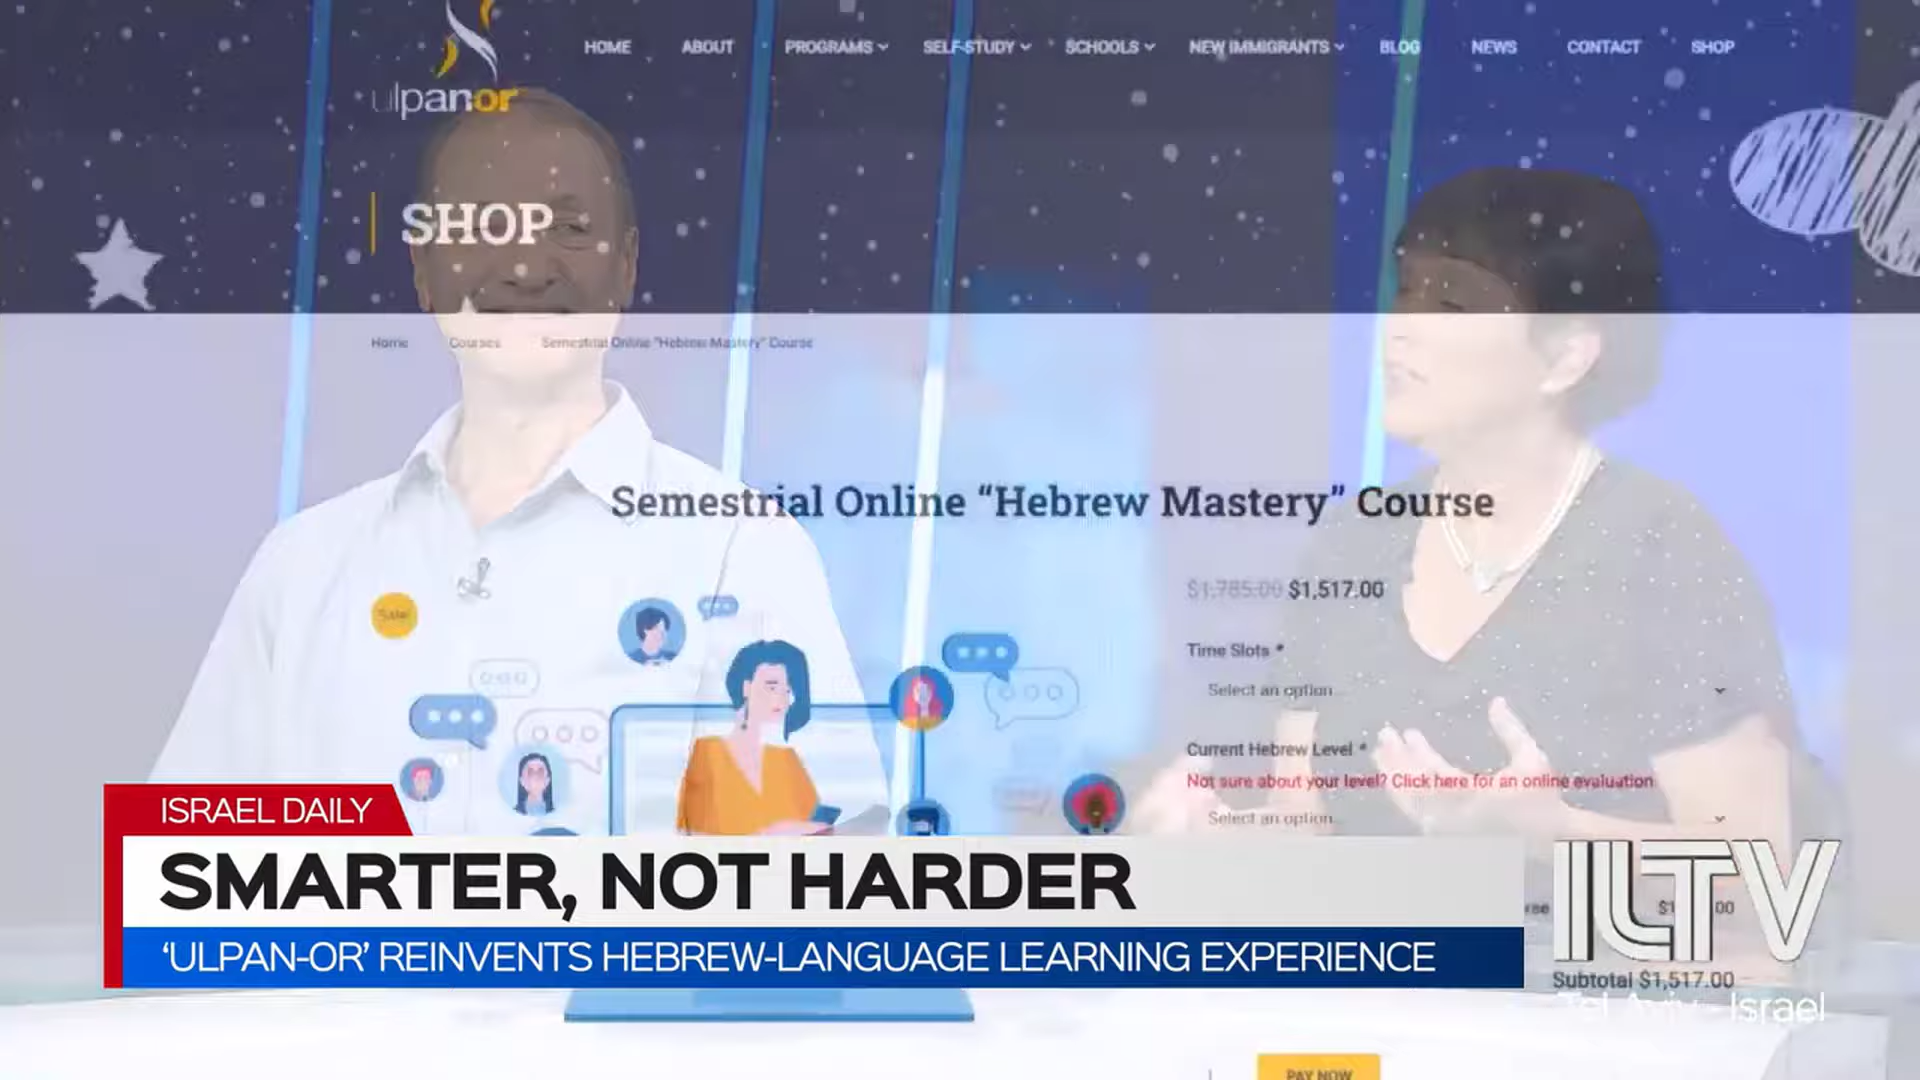 HOME ABOUT PROGRAMS SELF-STUDY SCHOOLS NEW IMMIGRANTS BLOG NEWS CONTACT SHOP
ulpanor
SHOP
Home Courses Semestrial Online "Hebrew Mastery" Course
Semestrial Online “Hebrew Mastery” Course
$1,785.00 $1,517.00
Sale!
Time Slots *
Select an option
Current Hebrew Level *
Not sure about your level? Click here for an online evaluation
Select an option
ISRAEL DAILY
SMARTER, NOT HARDER
‘ULPAN-OR’ REINVENTS HEBREW-LANGUAGE LEARNING EXPERIENCE
ILTV
Subtotal $1,517.00
Tel Aviv - Israel
PAY NOW